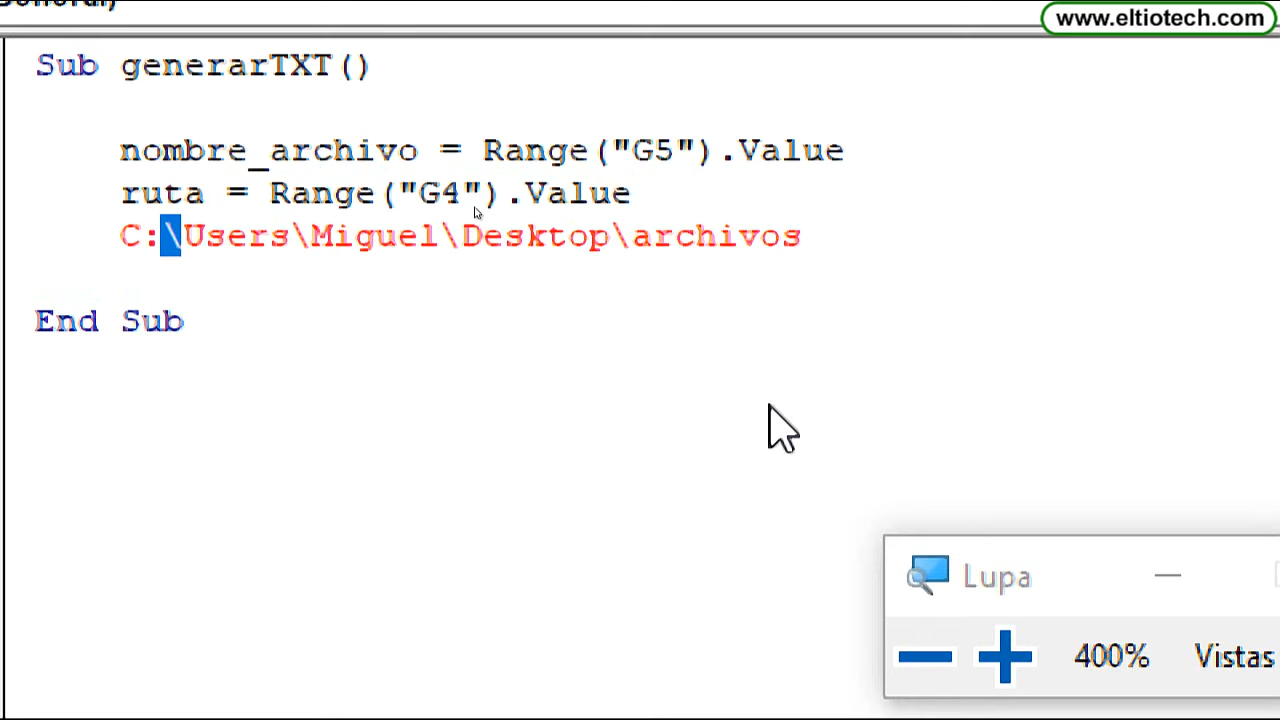 www.eltiotech.com
Sub generarTXT()
nombre_archivo = Range("G5").Value
ruta = Range("G4").Value
C:\Users\Miguel\Desktop\archivos
End Sub
Lupa
400% Vistas